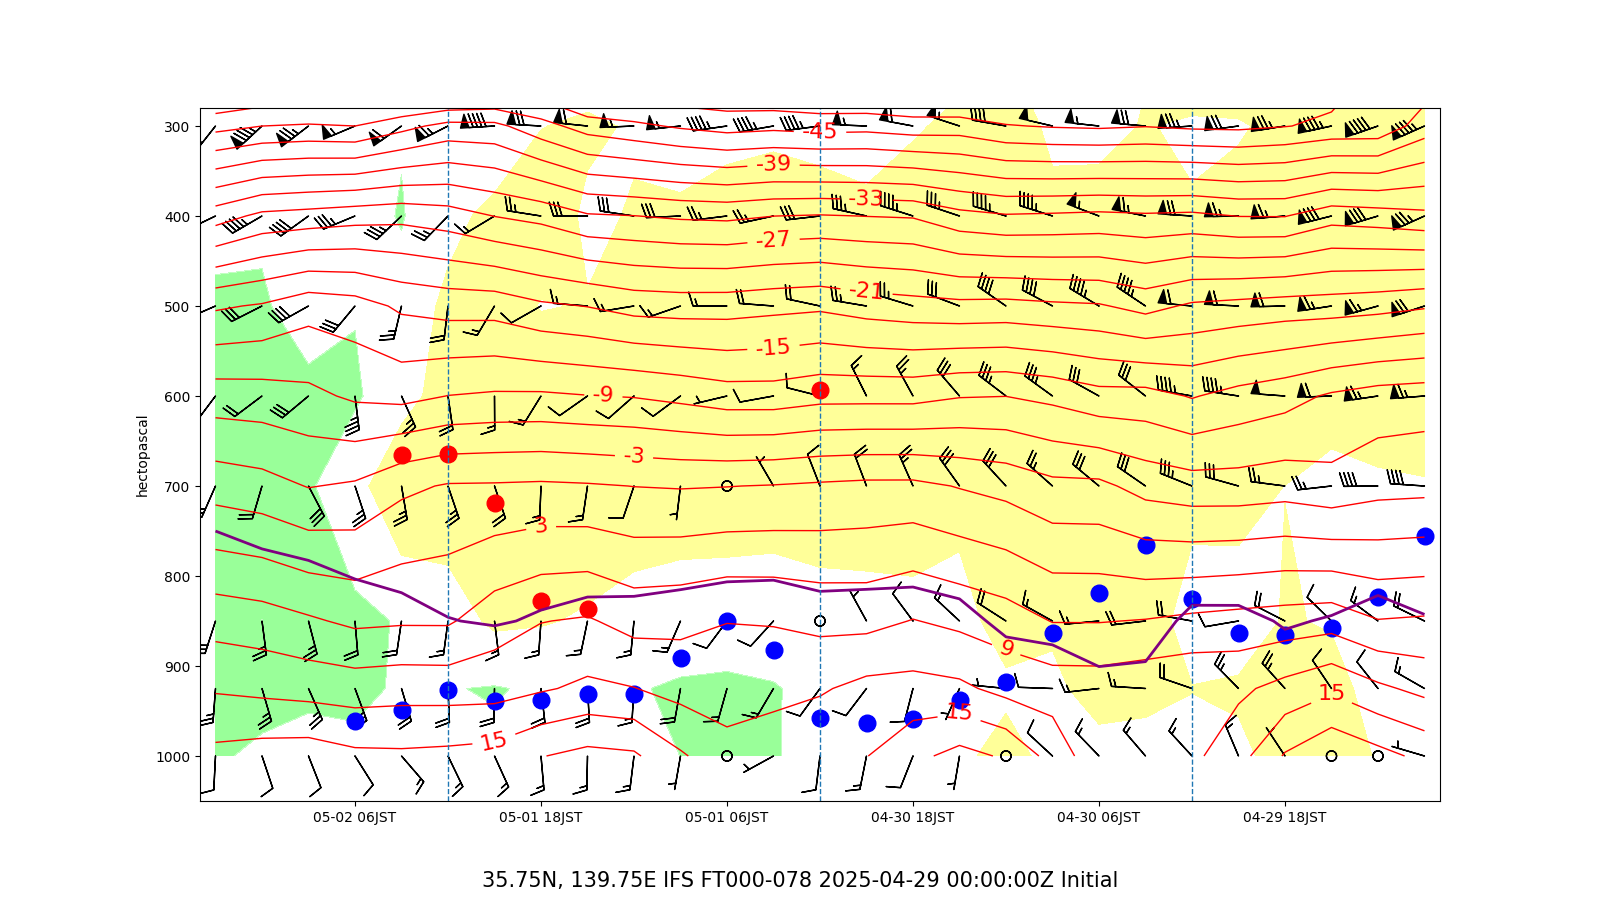 300
400
500
600
700
800
900
1000
hectopascal
-45
-39
-33
-27
-21
-15
-9
-3
3
9
15
15
15
05-02 06JST
05-01 18JST
05-01 06JST
04-30 18JST
04-30 06JST
04-29 18JST
35.75N, 139.75E IFS FT000-078 2025-04-29 00:00:00Z Initial